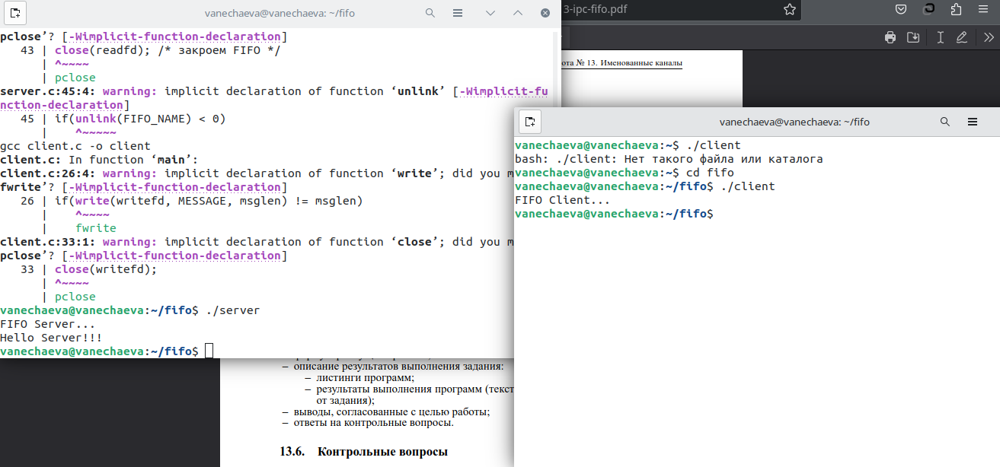 vanechaeva@vanechaeva: ~/fifo
pclose’? [-Wimplicit-function-declaration]
43 | close(readfd); /* закроем FIFO */
| ^~~~~
| pclose
server.c:45:4: warning: implicit declaration of function ‘unlink’ [-Wimplicit-fu
nction-declaration]
45 | if(unlink(FIFO_NAME) < 0)
| ^~~~~~
gcc client.c -o client
client.c: In function ‘main’:
client.c:26:4: warning: implicit declaration of function ‘write’; did you m
fwrite’? [-Wimplicit-function-declaration]
26 | if(write(writefd, MESSAGE, msglen) != msglen)
| ^~~~~
| fwrite
client.c:33:1: warning: implicit declaration of function ‘close’; did you m
pclose’? [-Wimplicit-function-declaration]
33 | close(writefd);
| ^~~~~
| pclose
vanechaeva@vanechaeva:~/fifo$ ./server
FIFO Server...
Hello Server!!!
vanechaeva@vanechaeva:~/fifo$
3-ipc-fifo.pdf
ота № 13. Именованные каналы
vanechaeva@vanechaeva: ~/fifo
vanechaeva@vanechaeva:~$ ./client
bash: ./client: Нет такого файла или каталога
vanechaeva@vanechaeva:~$ cd fifo
vanechaeva@vanechaeva:~/fifo$ ./client
FIFO Client...
vanechaeva@vanechaeva:~/fifo$
– описание результатов выполнения задания:
– листинги программ;
– результаты выполнения программ (текст
от задания);
– выводы, согласованные с целью работы;
– ответы на контрольные вопросы.
13.6. Контрольные вопросы